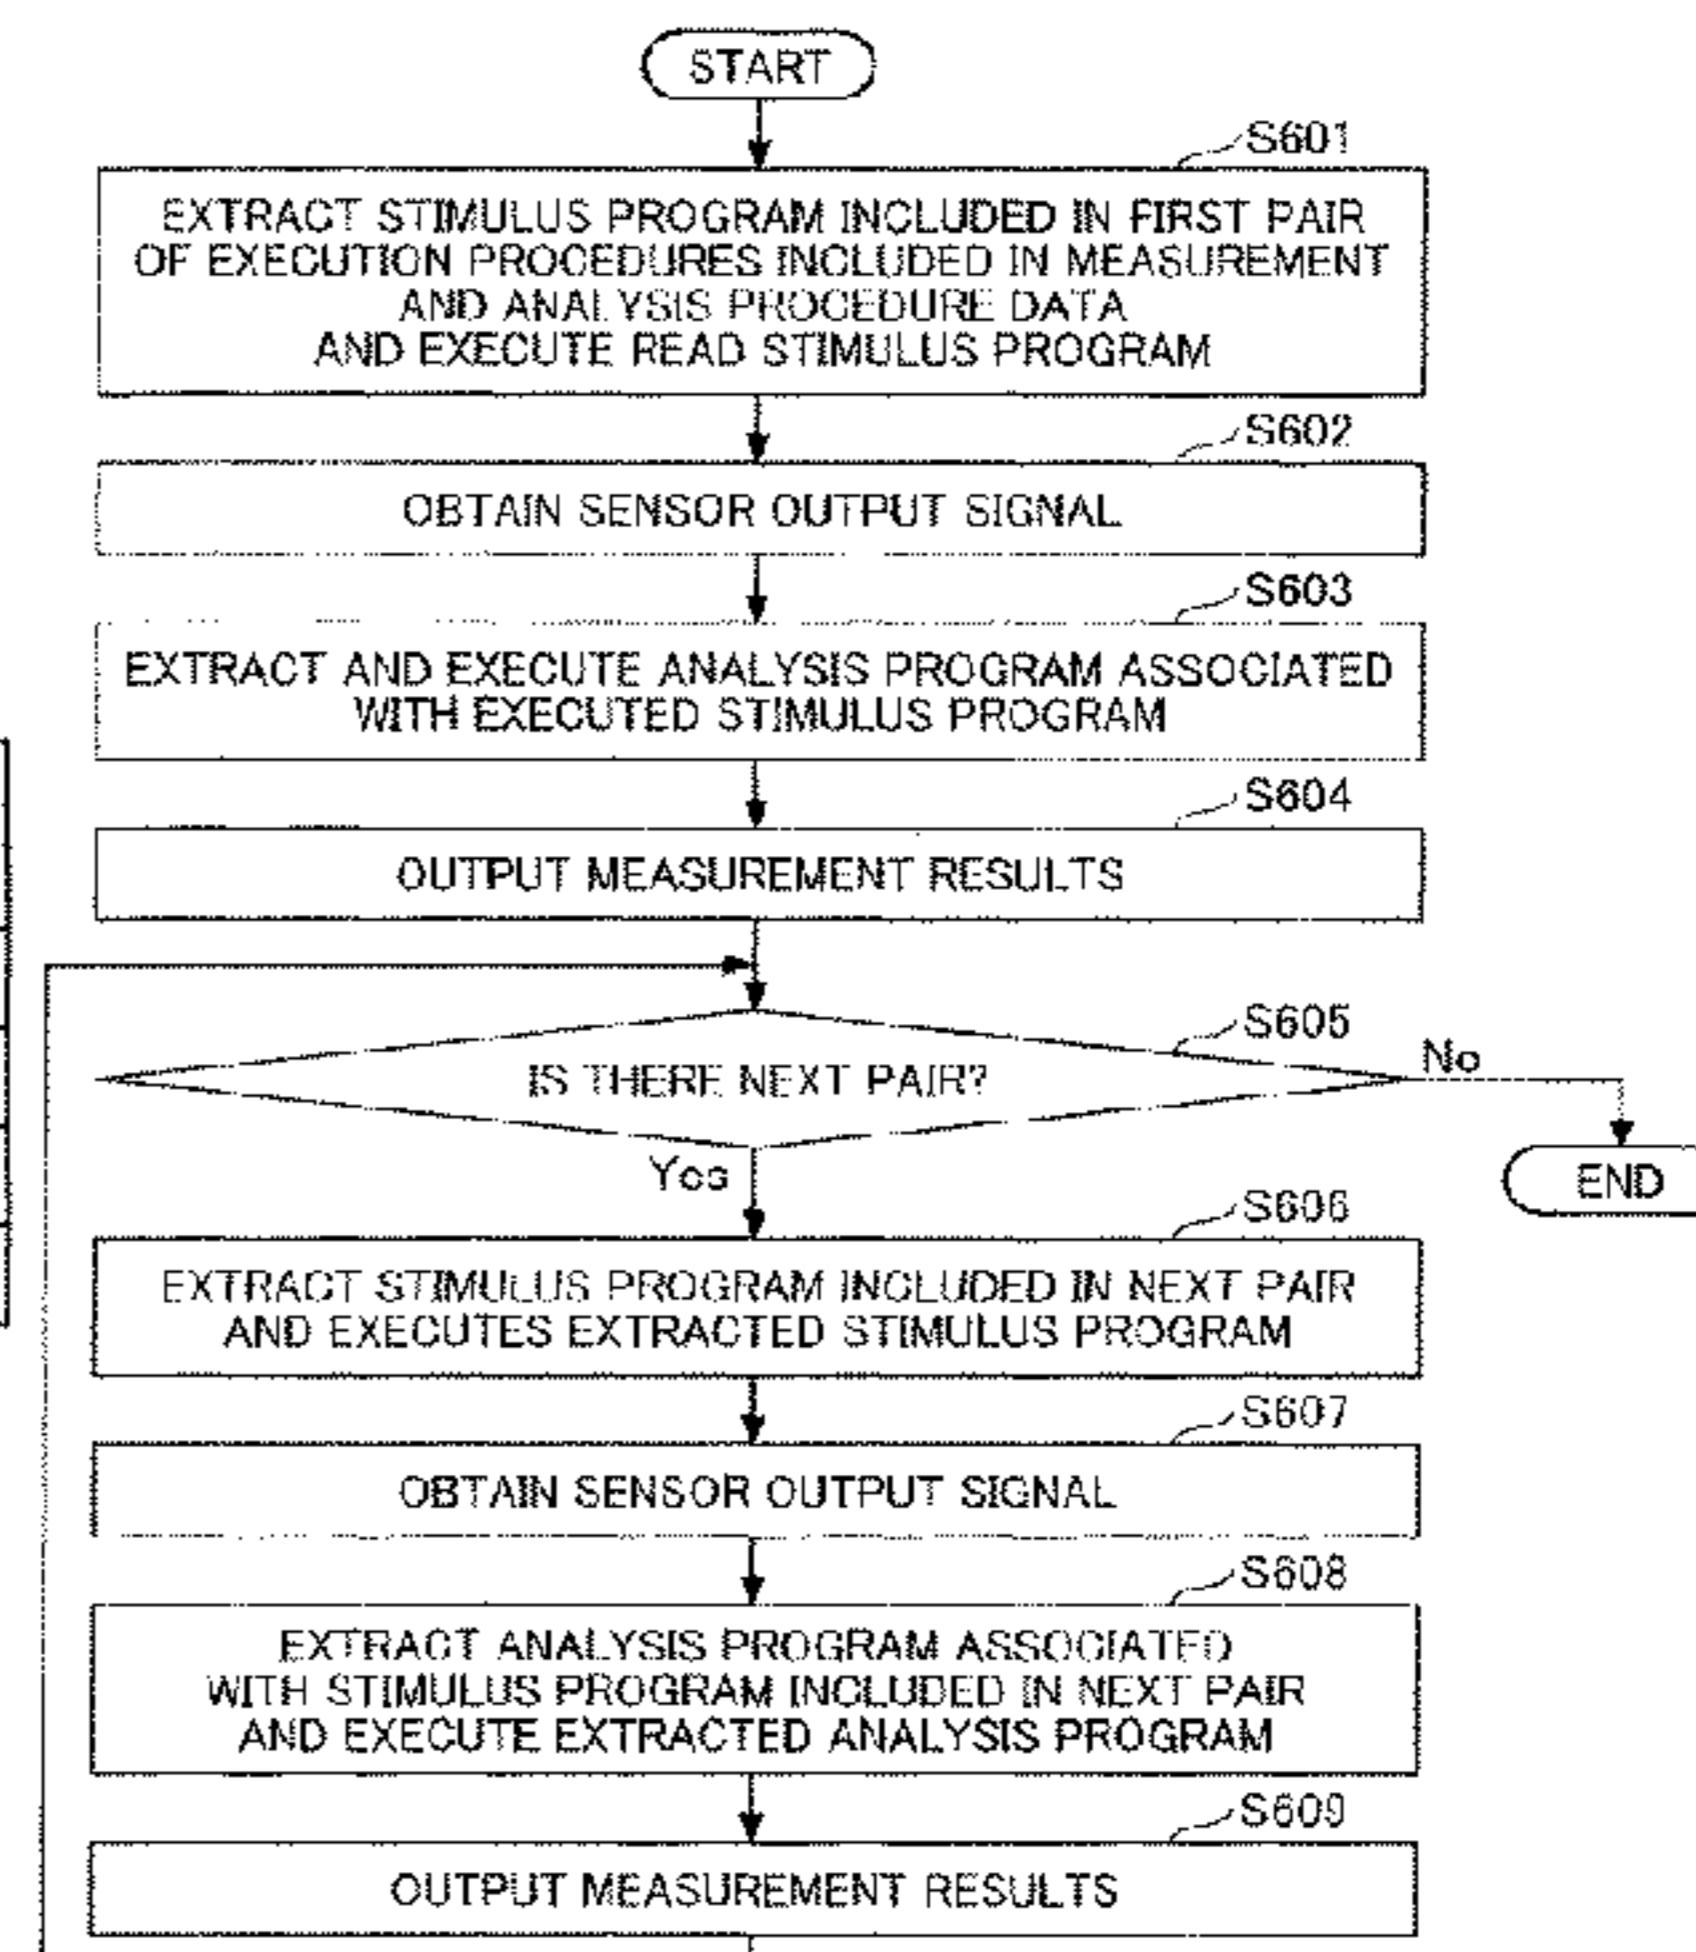 START
S601
EXTRACT STIMULUS PROGRAM INCLUDED IN FIRST PAIR
OF EXECUTION PROCEDURES INCLUDED IN MEASUREMENT
AND ANALYSIS PROCEDURE DATA
AND EXECUTE READ STIMULUS PROGRAM
S602
OBTAIN SENSOR OUTPUT SIGNAL
S603
EXTRACT AND EXECUTE ANALYSIS PROGRAM ASSOCIATED
WITH EXECUTED STIMULUS PROGRAM
S604
OUTPUT MEASUREMENT RESULTS
S605
IS THERE NEXT PAIR?
No
END
Yes
S606
EXTRACT STIMULUS PROGRAM INCLUDED IN NEXT PAIR
AND EXECUTES EXTRACTED STIMULUS PROGRAM
S607
OBTAIN SENSOR OUTPUT SIGNAL
S608
EXTRACT ANALYSIS PROGRAM ASSOCIATED
WITH STIMULUS PROGRAM INCLUDED IN NEXT PAIR
AND EXECUTE EXTRACTED ANALYSIS PROGRAM
S609
OUTPUT MEASUREMENT RESULTS